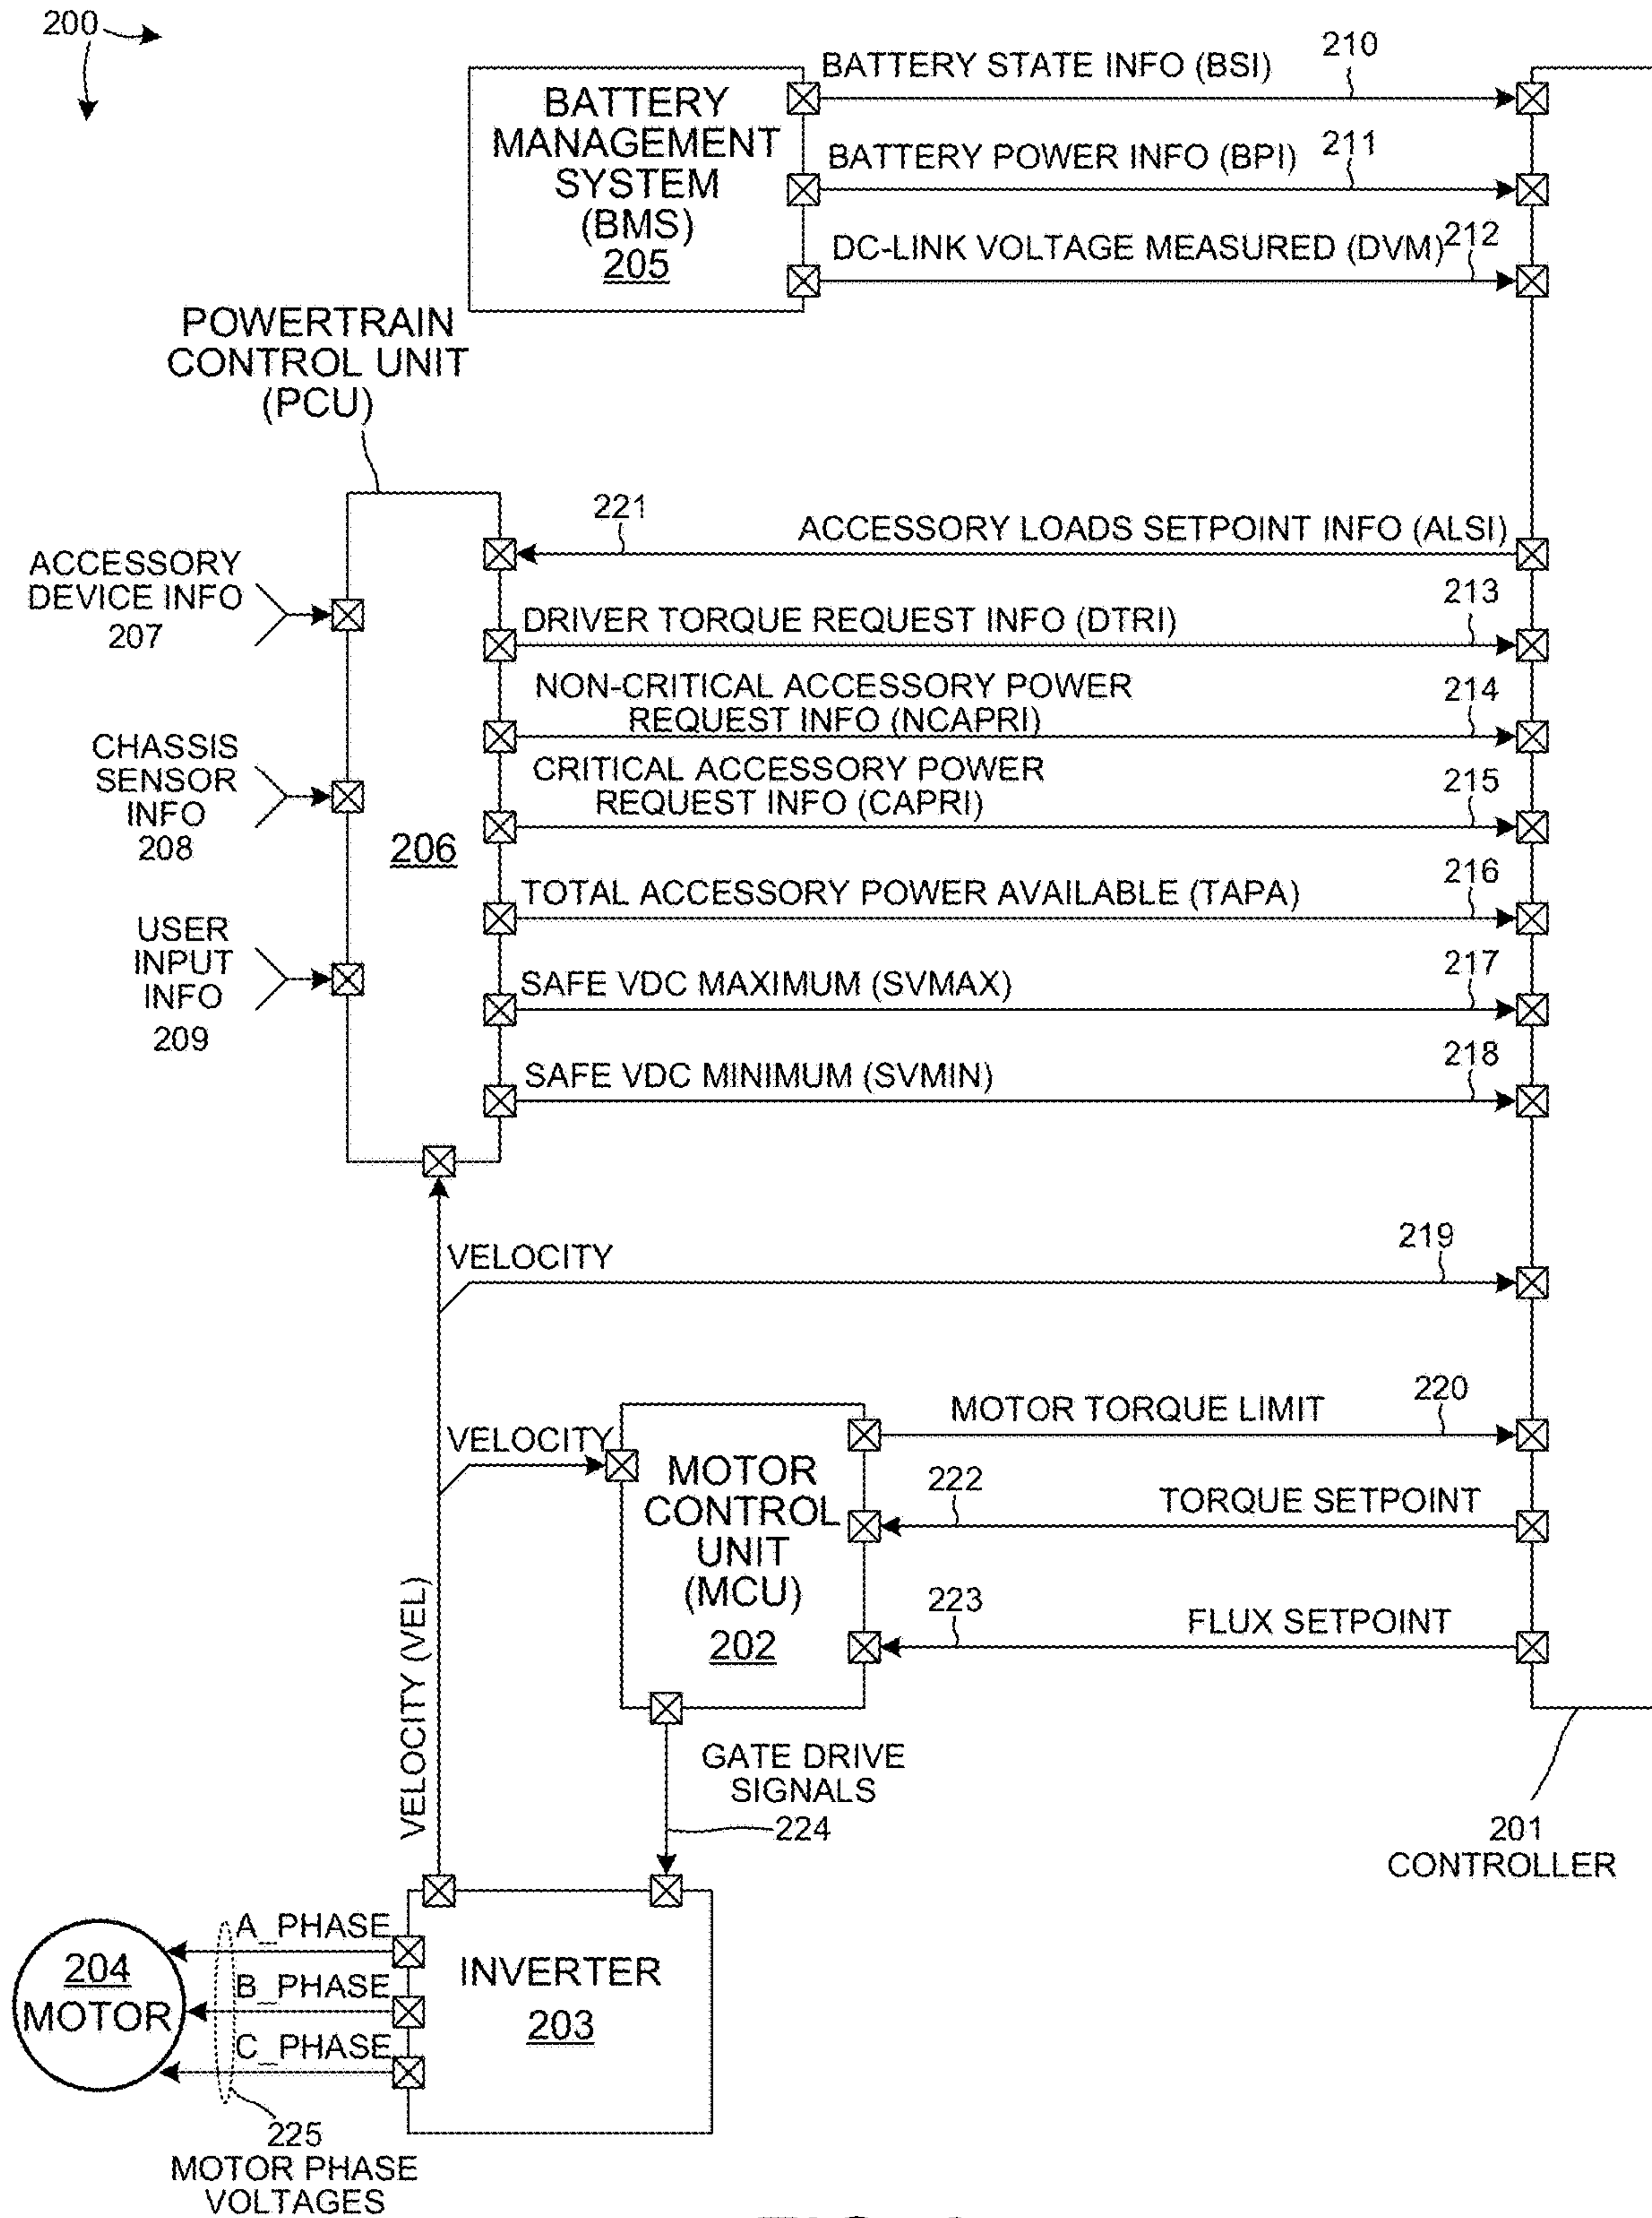 200
BATTERY
MANAGEMENT
SYSTEM
(BMS)
205
BATTERY STATE INFO (BSI)
210
BATTERY POWER INFO (BPI)
211
DC-LINK VOLTAGE MEASURED (DVM)
212
POWERTRAIN
CONTROL UNIT
(PCU)
206
ACCESSORY
DEVICE INFO
207
CHASSIS
SENSOR
INFO
208
USER
INPUT
INFO
209
221
ACCESSORY LOADS SETPOINT INFO (ALSI)
DRIVER TORQUE REQUEST INFO (DTRI)
213
NON-CRITICAL ACCESSORY POWER
REQUEST INFO (NCAPRI)
214
CRITICAL ACCESSORY POWER
REQUEST INFO (CAPRI)
215
TOTAL ACCESSORY POWER AVAILABLE (TAPA)
216
SAFE VDC MAXIMUM (SVMAX)
217
SAFE VDC MINIMUM (SVMIN)
218
VELOCITY
219
VELOCITY
MOTOR
CONTROL
UNIT
(MCU)
202
MOTOR TORQUE LIMIT
220
222
TORQUE SETPOINT
223
FLUX SETPOINT
VELOCITY (VEL)
GATE DRIVE
SIGNALS
224
201
CONTROLLER
204
MOTOR
A_PHASE
B_PHASE
C_PHASE
INVERTER
203
225
MOTOR PHASE
VOLTAGES